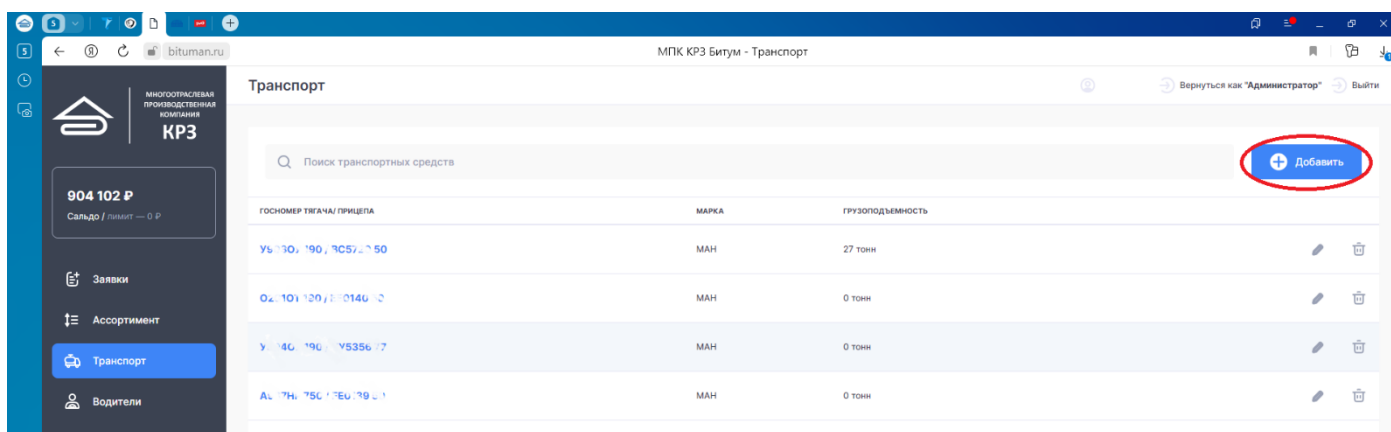 5
5
bituman.ru
МПК КРЗ Битум - Транспорт
МНОГООТРАСЛЕВАЯ
ПРОИЗВОДСТВЕННАЯ
КОМПАНИЯ
КРЗ
Транспорт
Вернуться как "Администратор"
Выйти
Поиск транспортных средств
Добавить
904 102 ₽
Сальдо / лимит — 0 ₽
ГОСНОМЕР ТЯГАЧА/ ПРИЦЕПА
МАРКА
ГРУЗОПОДЪЕМНОСТЬ
МАН
27 тонн
МАН
0 тонн
МАН
0 тонн
МАН
0 тонн
Заявки
Ассортимент
Транспорт
Водители